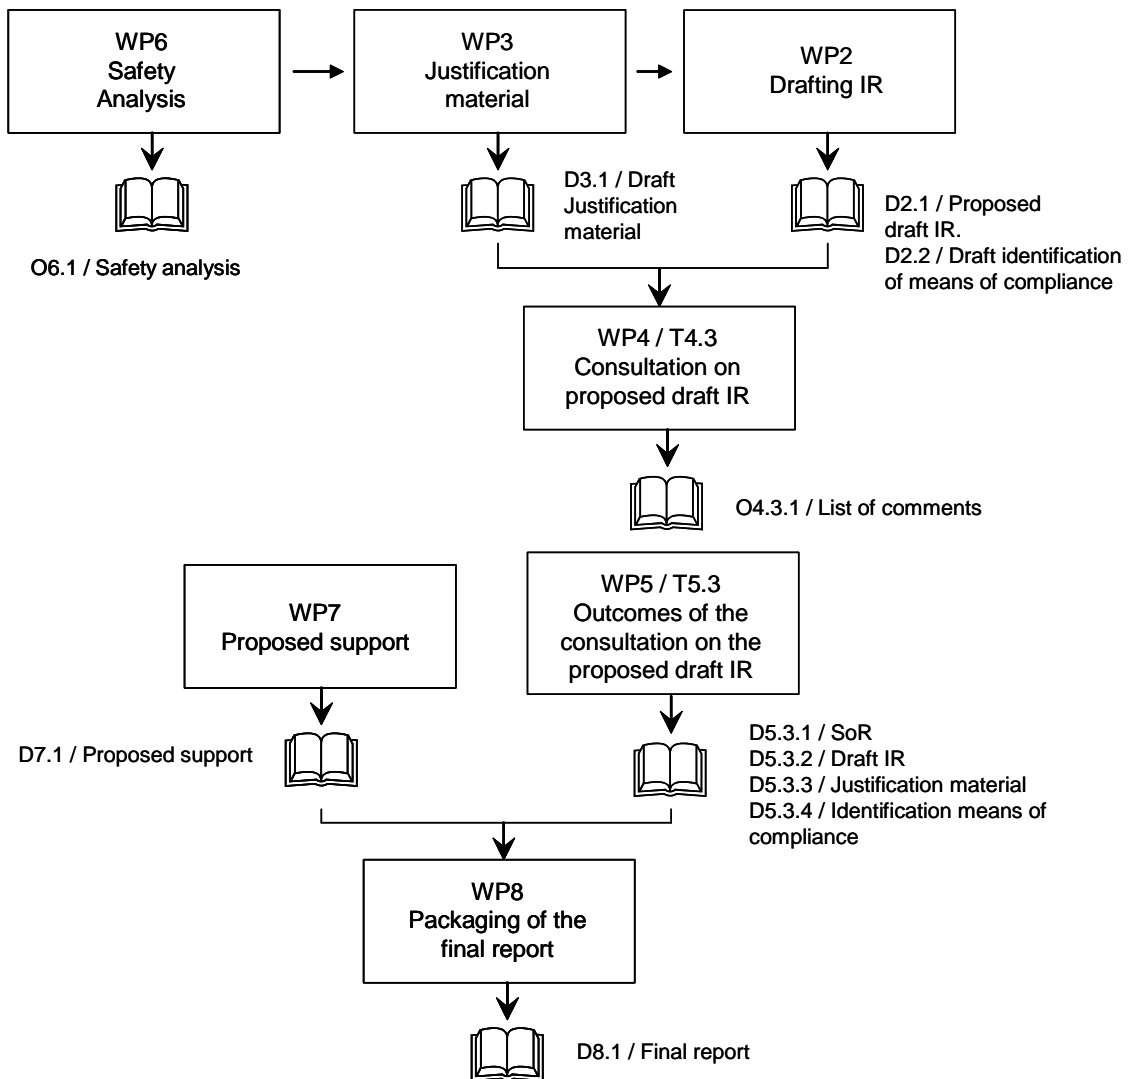 WP6
Safety
Analysis
WP3
Justification
material
WP2
Drafting IR
O6.1 / Safety analysis
D3.1 / Draft
Justification
material
D2.1 / Proposed
draft IR.
D2.2 / Draft identification
of means of compliance
WP4 / T4.3
Consultation on
proposed draft IR
O4.3.1 / List of comments
WP7
Proposed support
WP5 / T5.3
Outcomes of the
consultation on the
proposed draft IR
D7.1 / Proposed support
D5.3.1 / SoR
D5.3.2 / Draft IR
D5.3.3 / Justification material
D5.3.4 / Identification means of
compliance
WP8
Packaging of the
final report
D8.1 / Final report